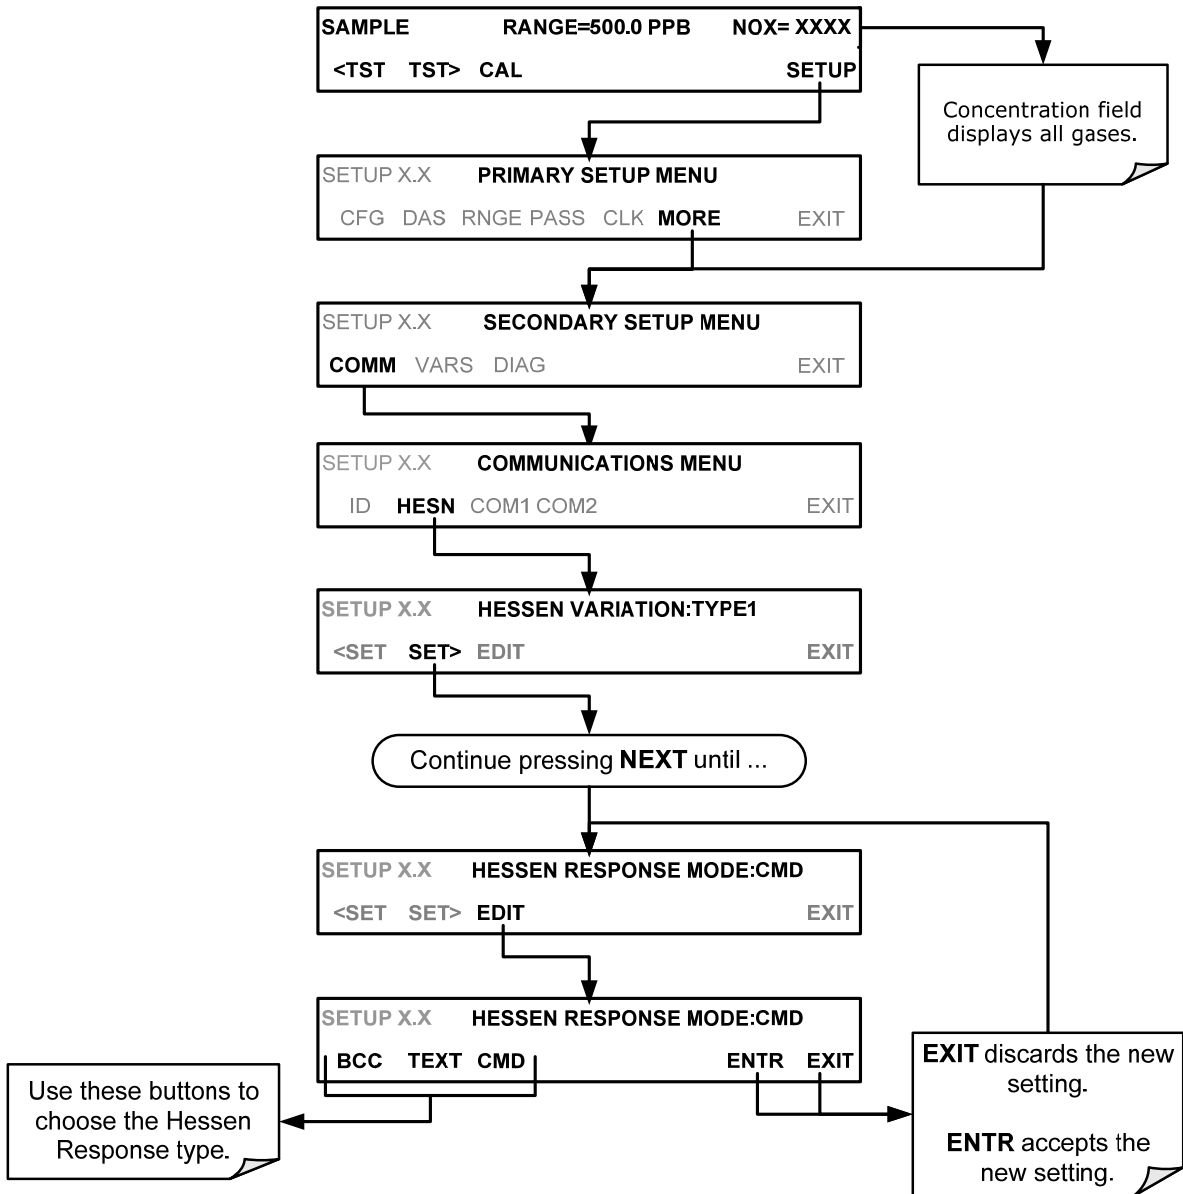 SAMPLE RANGE=500.0 PPB NOX= XXXX
<TST TST> CAL SETUP
Concentration field
displays all gases.
SETUP X.X PRIMARY SETUP MENU
CFG DAS RNGE PASS CLK MORE EXIT
SETUP X.X SECONDARY SETUP MENU
COMM VARS DIAG EXIT
SETUP X.X COMMUNICATIONS MENU
ID HESN COM1 COM2 EXIT
SETUP X.X HESSEN VARIATION:TYPE1
<SET SET> EDIT EXIT
Continue pressing NEXT until ...
SETUP X.X HESSEN RESPONSE MODE:CMD
<SET SET> EDIT EXIT
SETUP X.X HESSEN RESPONSE MODE:CMD
BCC TEXT CMD ENTR EXIT
Use these buttons to
choose the Hessen
Response type.
EXIT discards the new
setting.
ENTR accepts the
new setting.